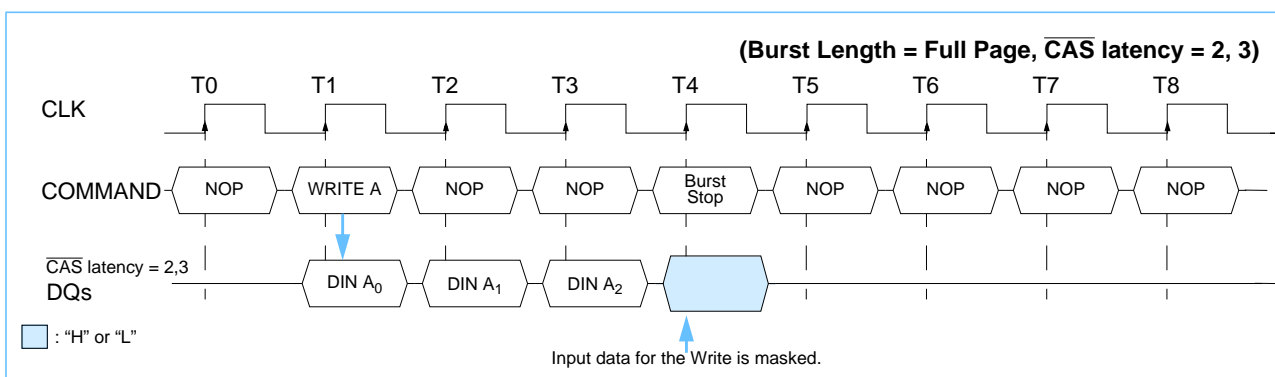 (Burst Length = Full Page, CAS latency = 2, 3)
T0 T1 T2 T3 T4 T5 T6 T7 T8
CLK
COMMAND NOP WRITE A NOP NOP Burst Stop NOP NOP NOP NOP
CAS latency = 2,3
DQs DIN A0 DIN A1 DIN A2
: “H” or “L”
Input data for the Write is masked.